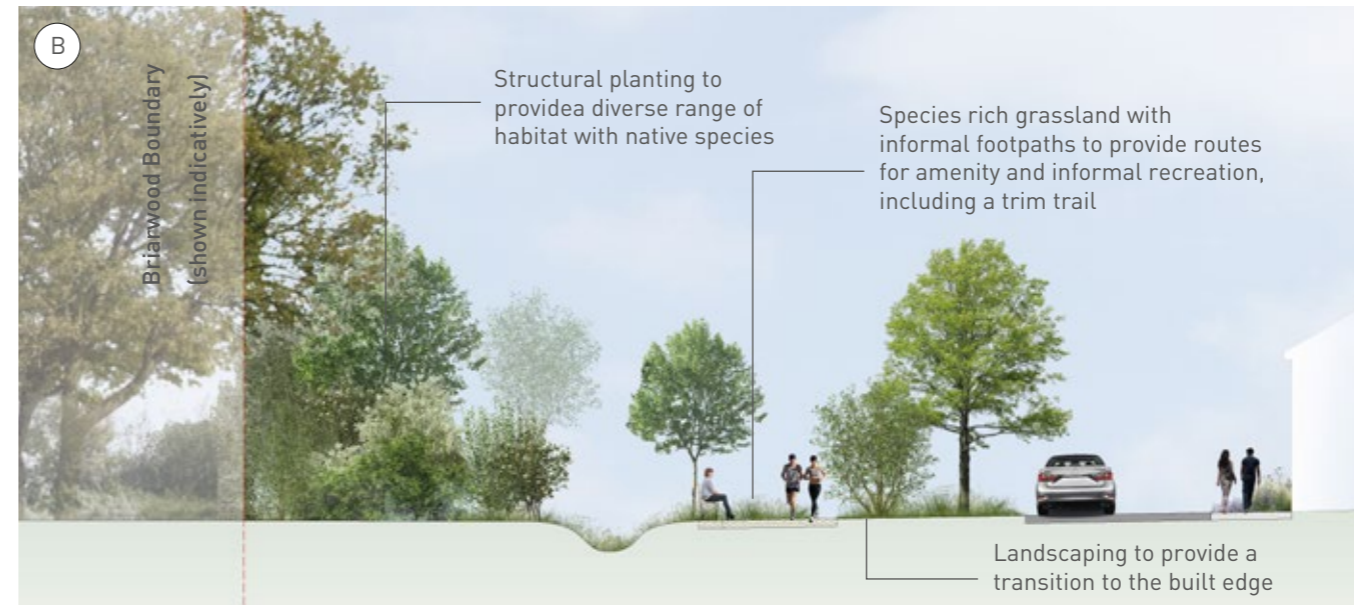 B
Briarwood Boundary
(shown indicatively)
Structural planting to
providea diverse range of
habitat with native species
Species rich grassland with
informal footpaths to provide routes
for amenity and informal recreation,
including a trim trail
Landscaping to provide a
transition to the built edge